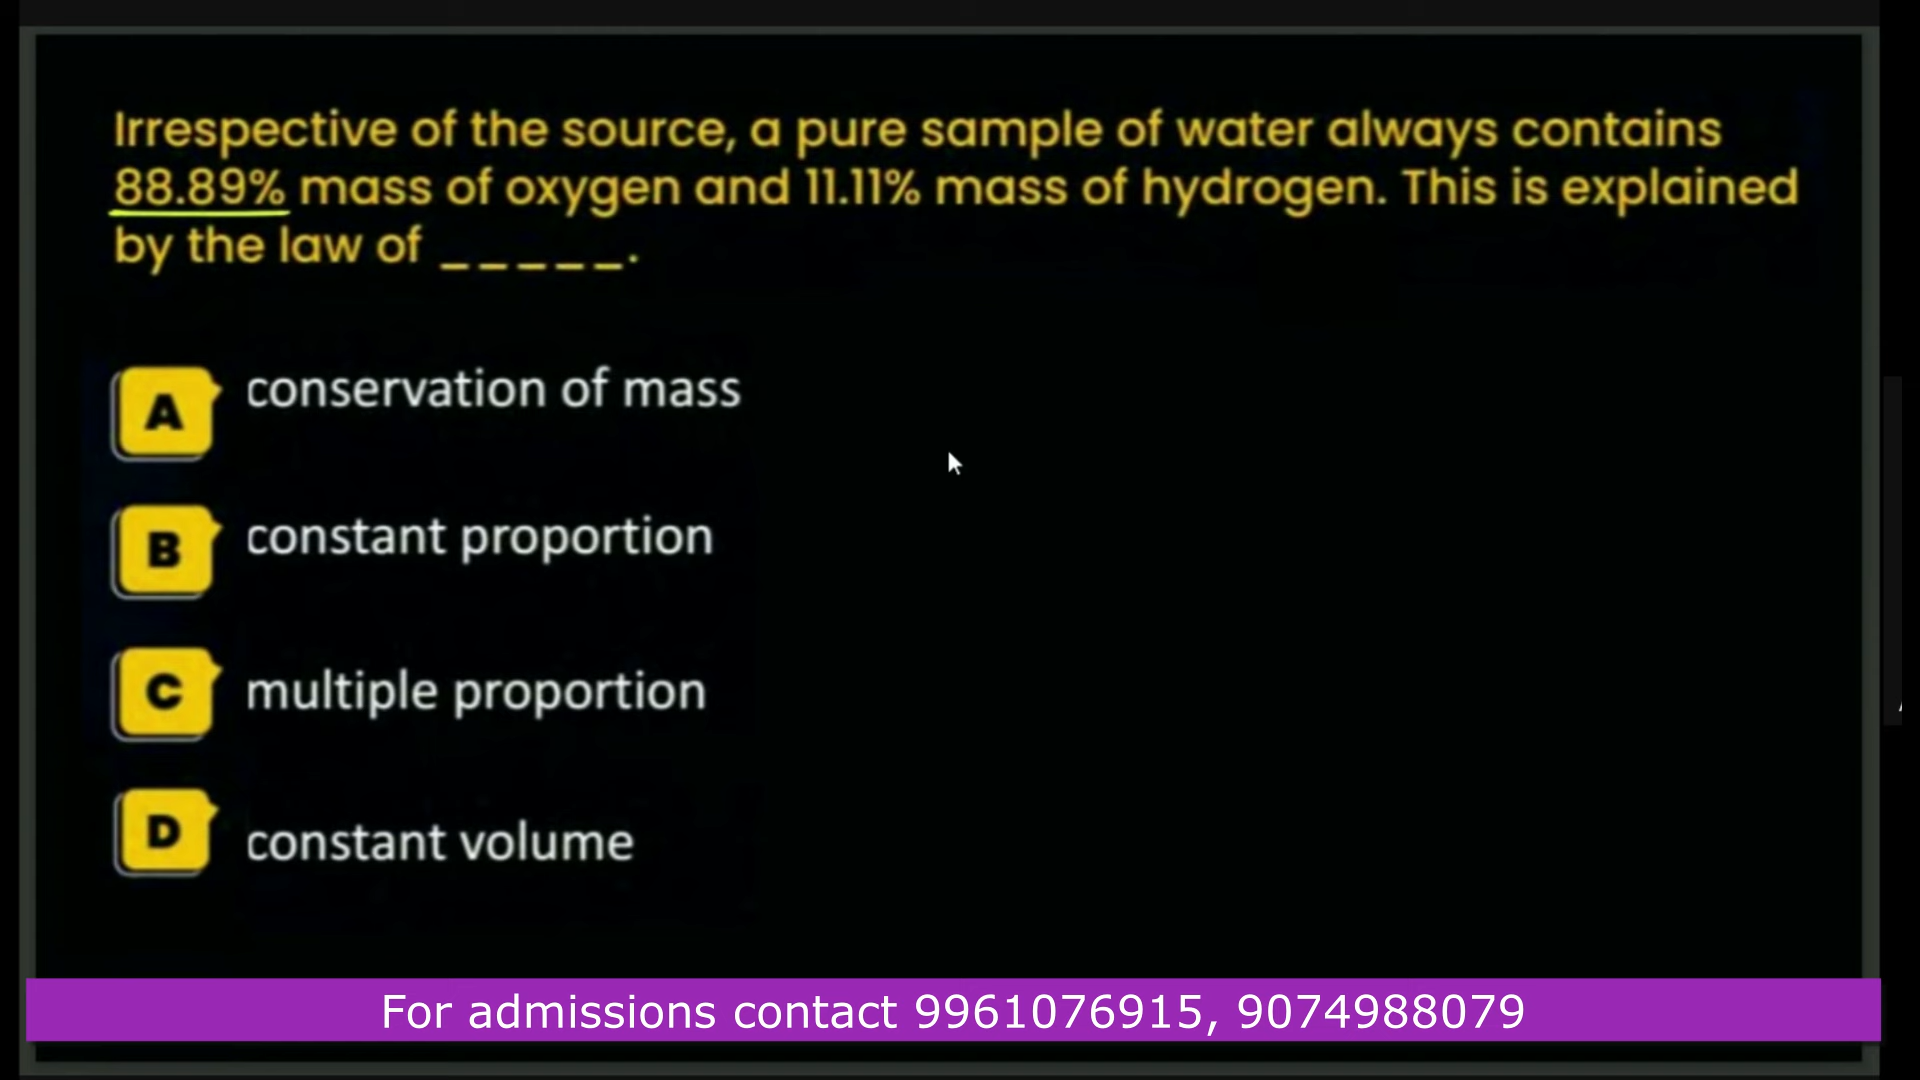 Irrespective of the source, a pure sample of water always contains
88.89% mass of oxygen and 11.11% mass of hydrogen. This is explained
by the law of _____.
A conservation of mass
B constant proportion
C multiple proportion
D constant volume
For admissions contact 9961076915, 9074988079